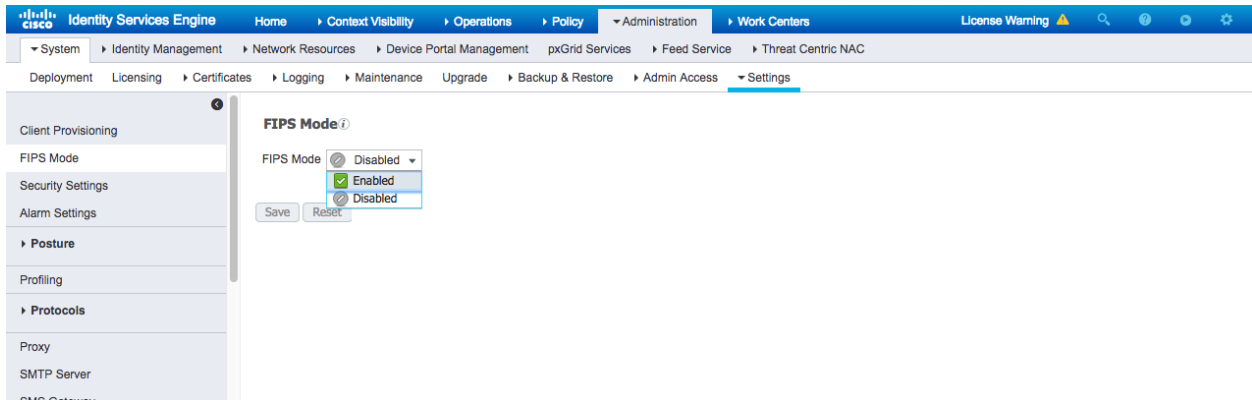 CISCO Identity Services Engine Home Context Visibility Operations Policy Administration Work Centers License Warning
System Identity Management Network Resources Device Portal Management pxGrid Services Feed Service Threat Centric NAC
Deployment Licensing Certificates Logging Maintenance Upgrade Backup & Restore Admin Access Settings
Client Provisioning
FIPS Mode
Security Settings
Alarm Settings
Posture
Profiling
Protocols
Proxy
SMTP Server
SMS Gateway
FIPS Mode
FIPS Mode Disabled
Enabled
Disabled
Save Reset